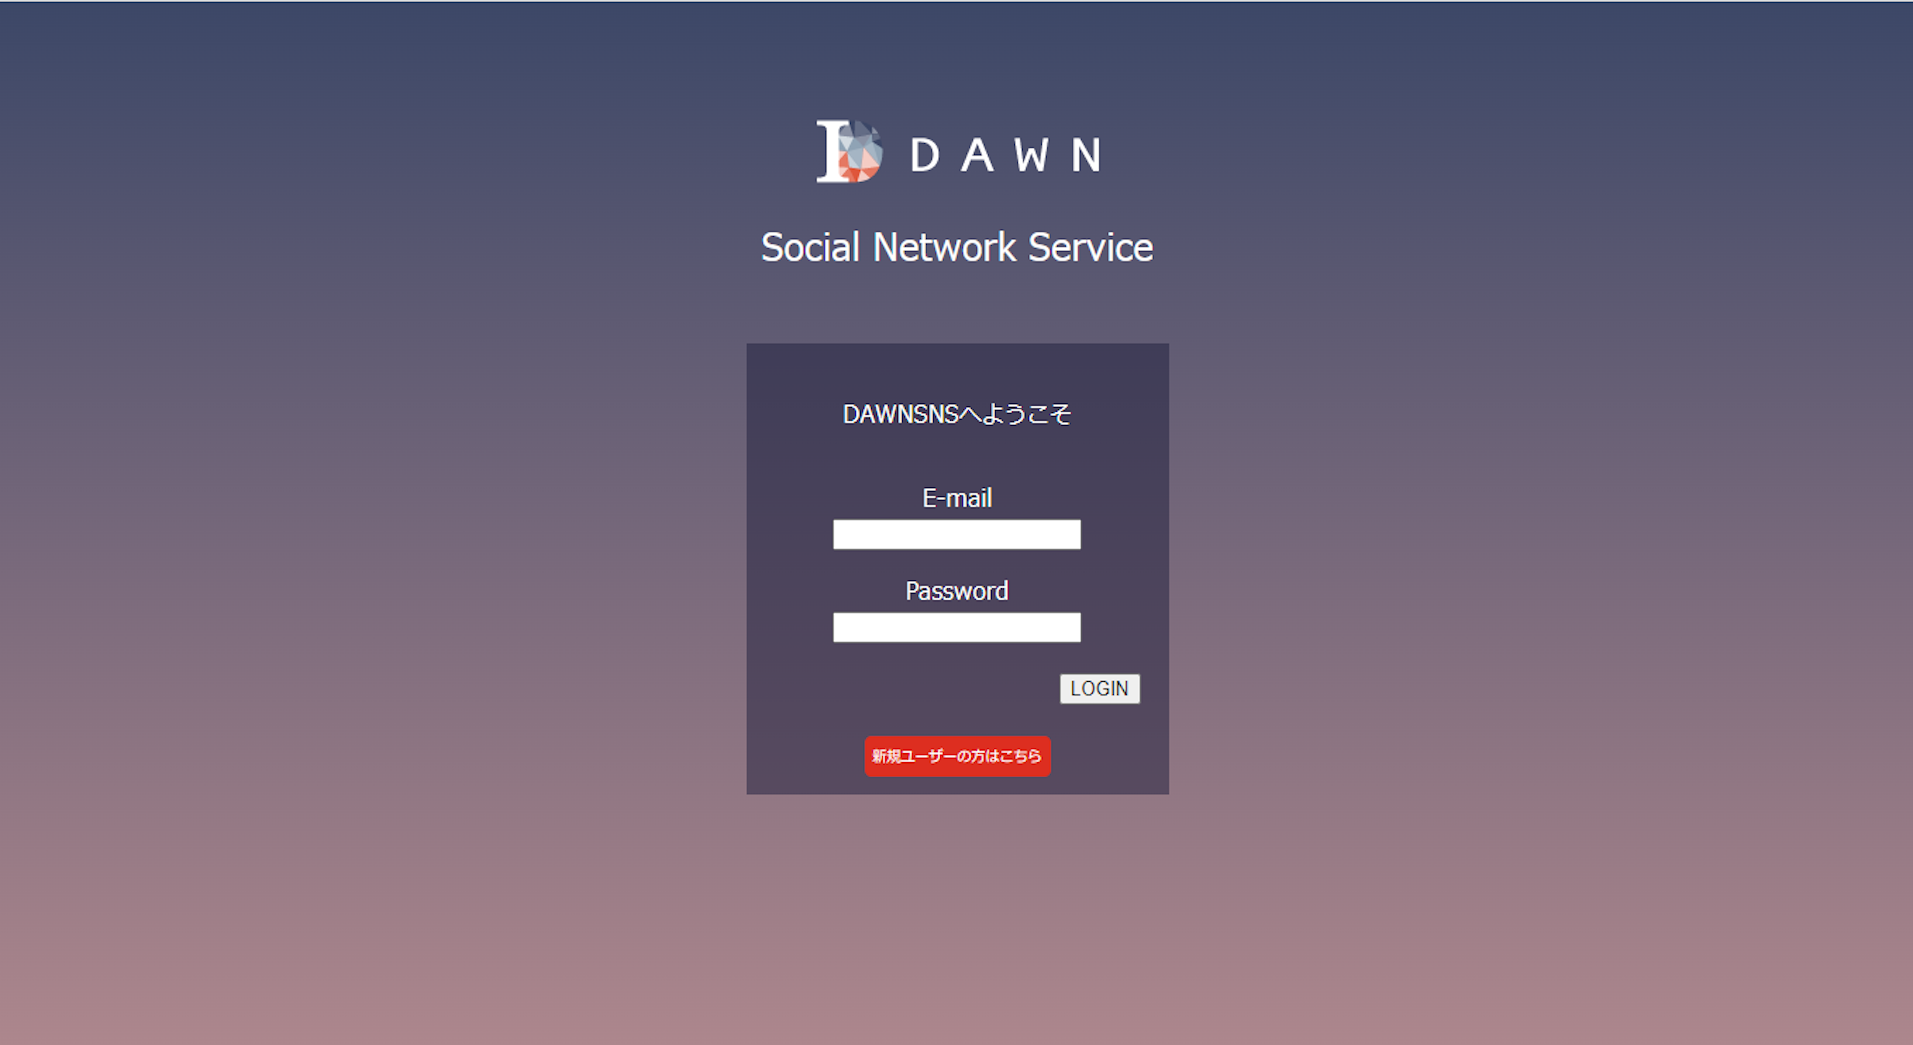 DAWN
Social Network Service
DAWNSNSへようこそ
E-mail
Password
LOGIN
新規ユーザーの方はこちら